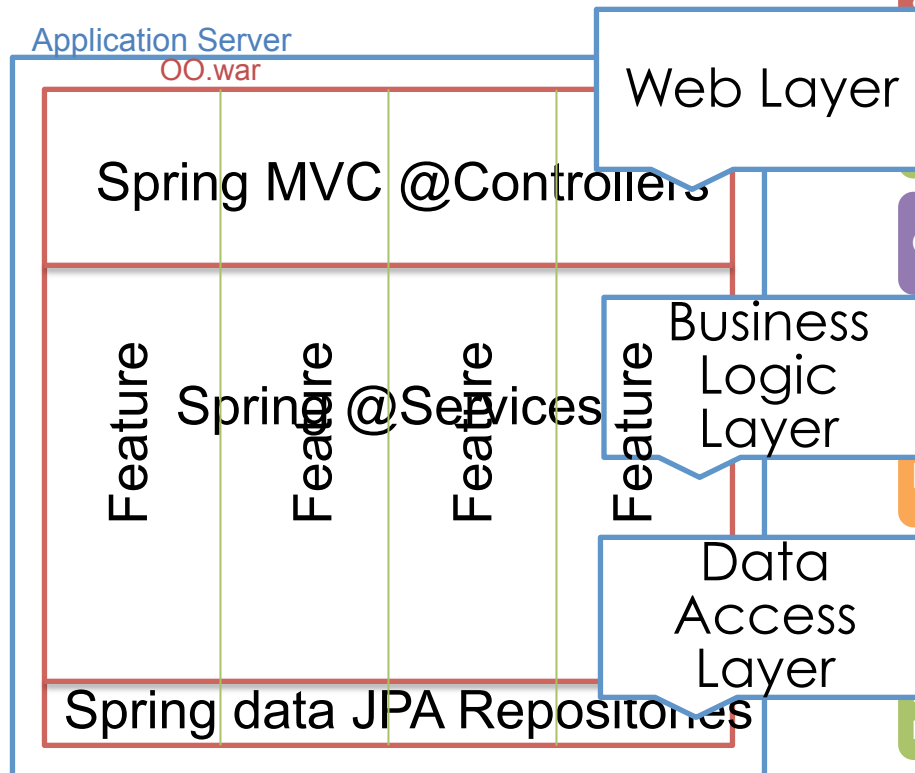 Application Server
OO.war
Web Layer
Spring MVC @Controllers
Business
Logic
Layer
Spring @Services
Feature
Feature
Feature
Feature
Data
Access
Layer
Spring data JPA Repositories